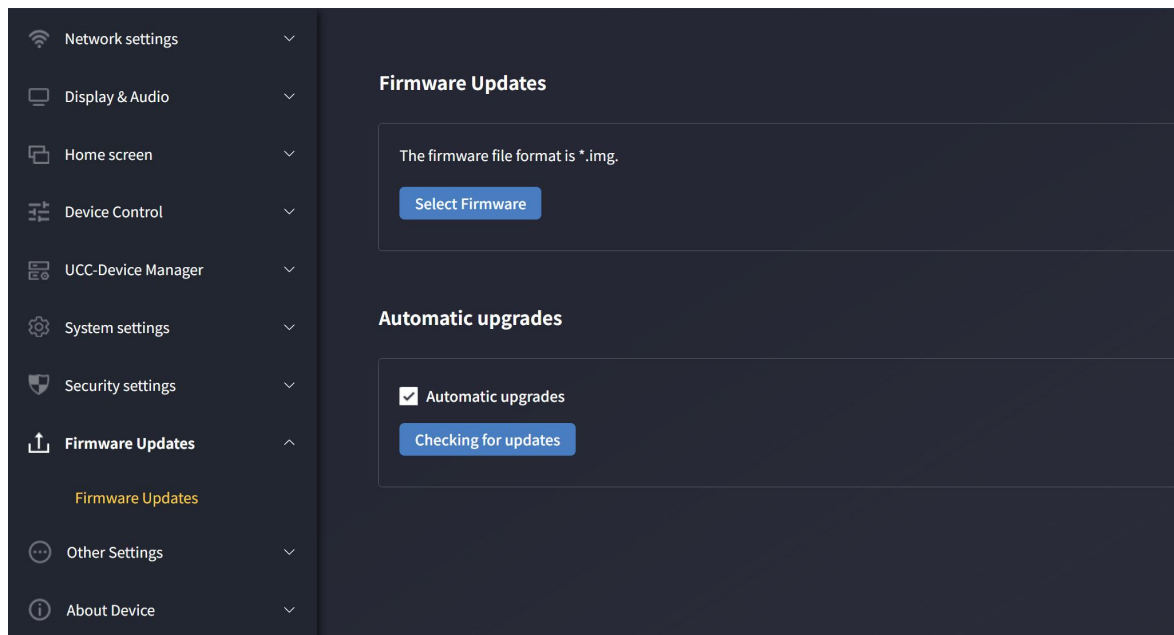 Network settings
Display & Audio
Home screen
Device Control
UCC-Device Manager
System settings
Security settings
Firmware Updates
Firmware Updates
Other Settings
About Device
Firmware Updates
The firmware file format is *.img.
Select Firmware
Automatic upgrades
Automatic upgrades
Checking for updates